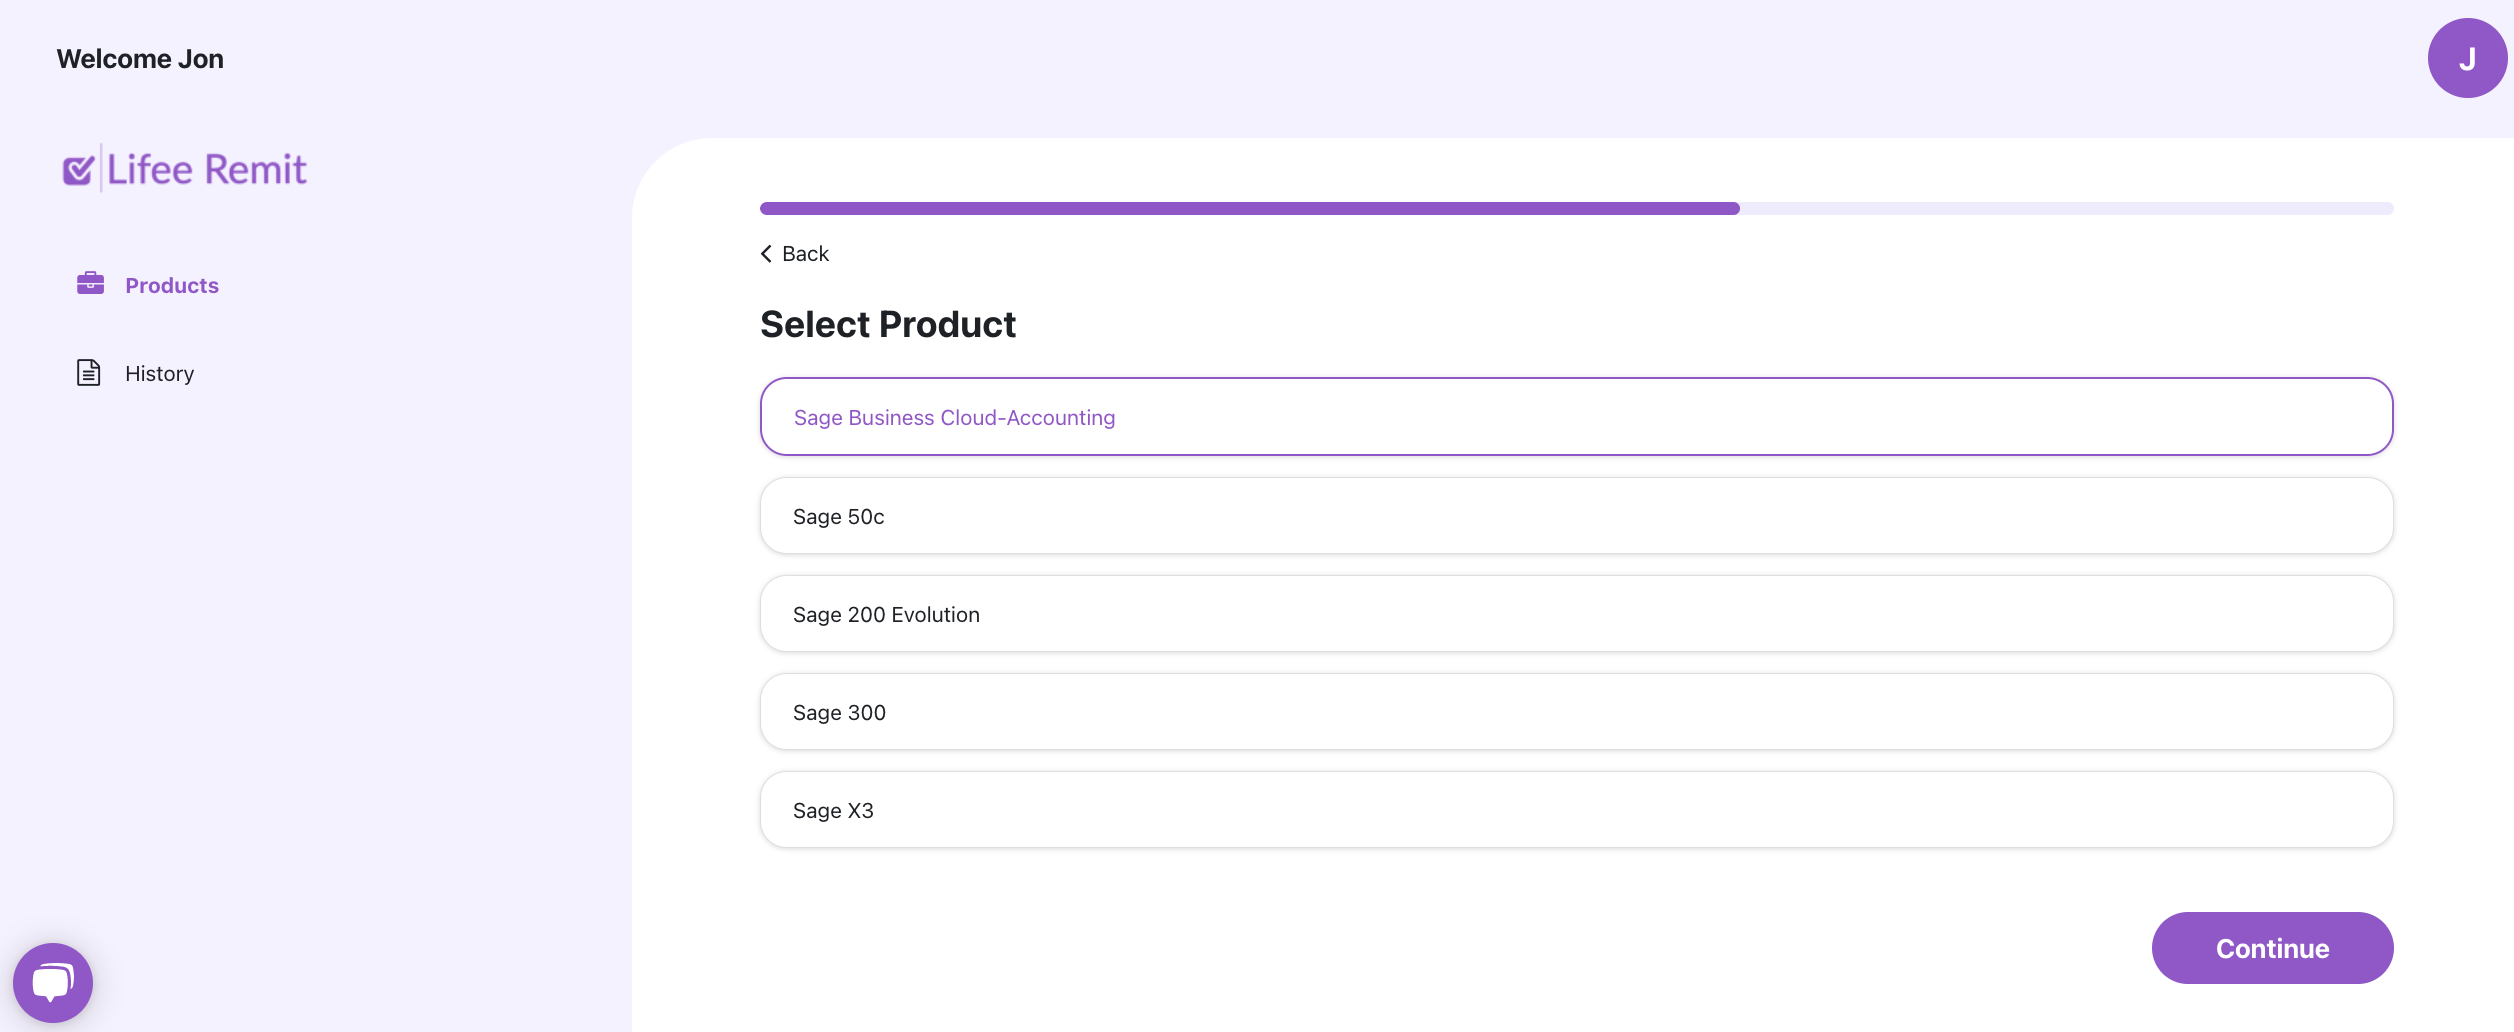 Welcome Jon
J
Lifee Remit
Products
History
Back
Select Product
Sage Business Cloud-Accounting
Sage 50c
Sage 200 Evolution
Sage 300
Sage X3
Continue